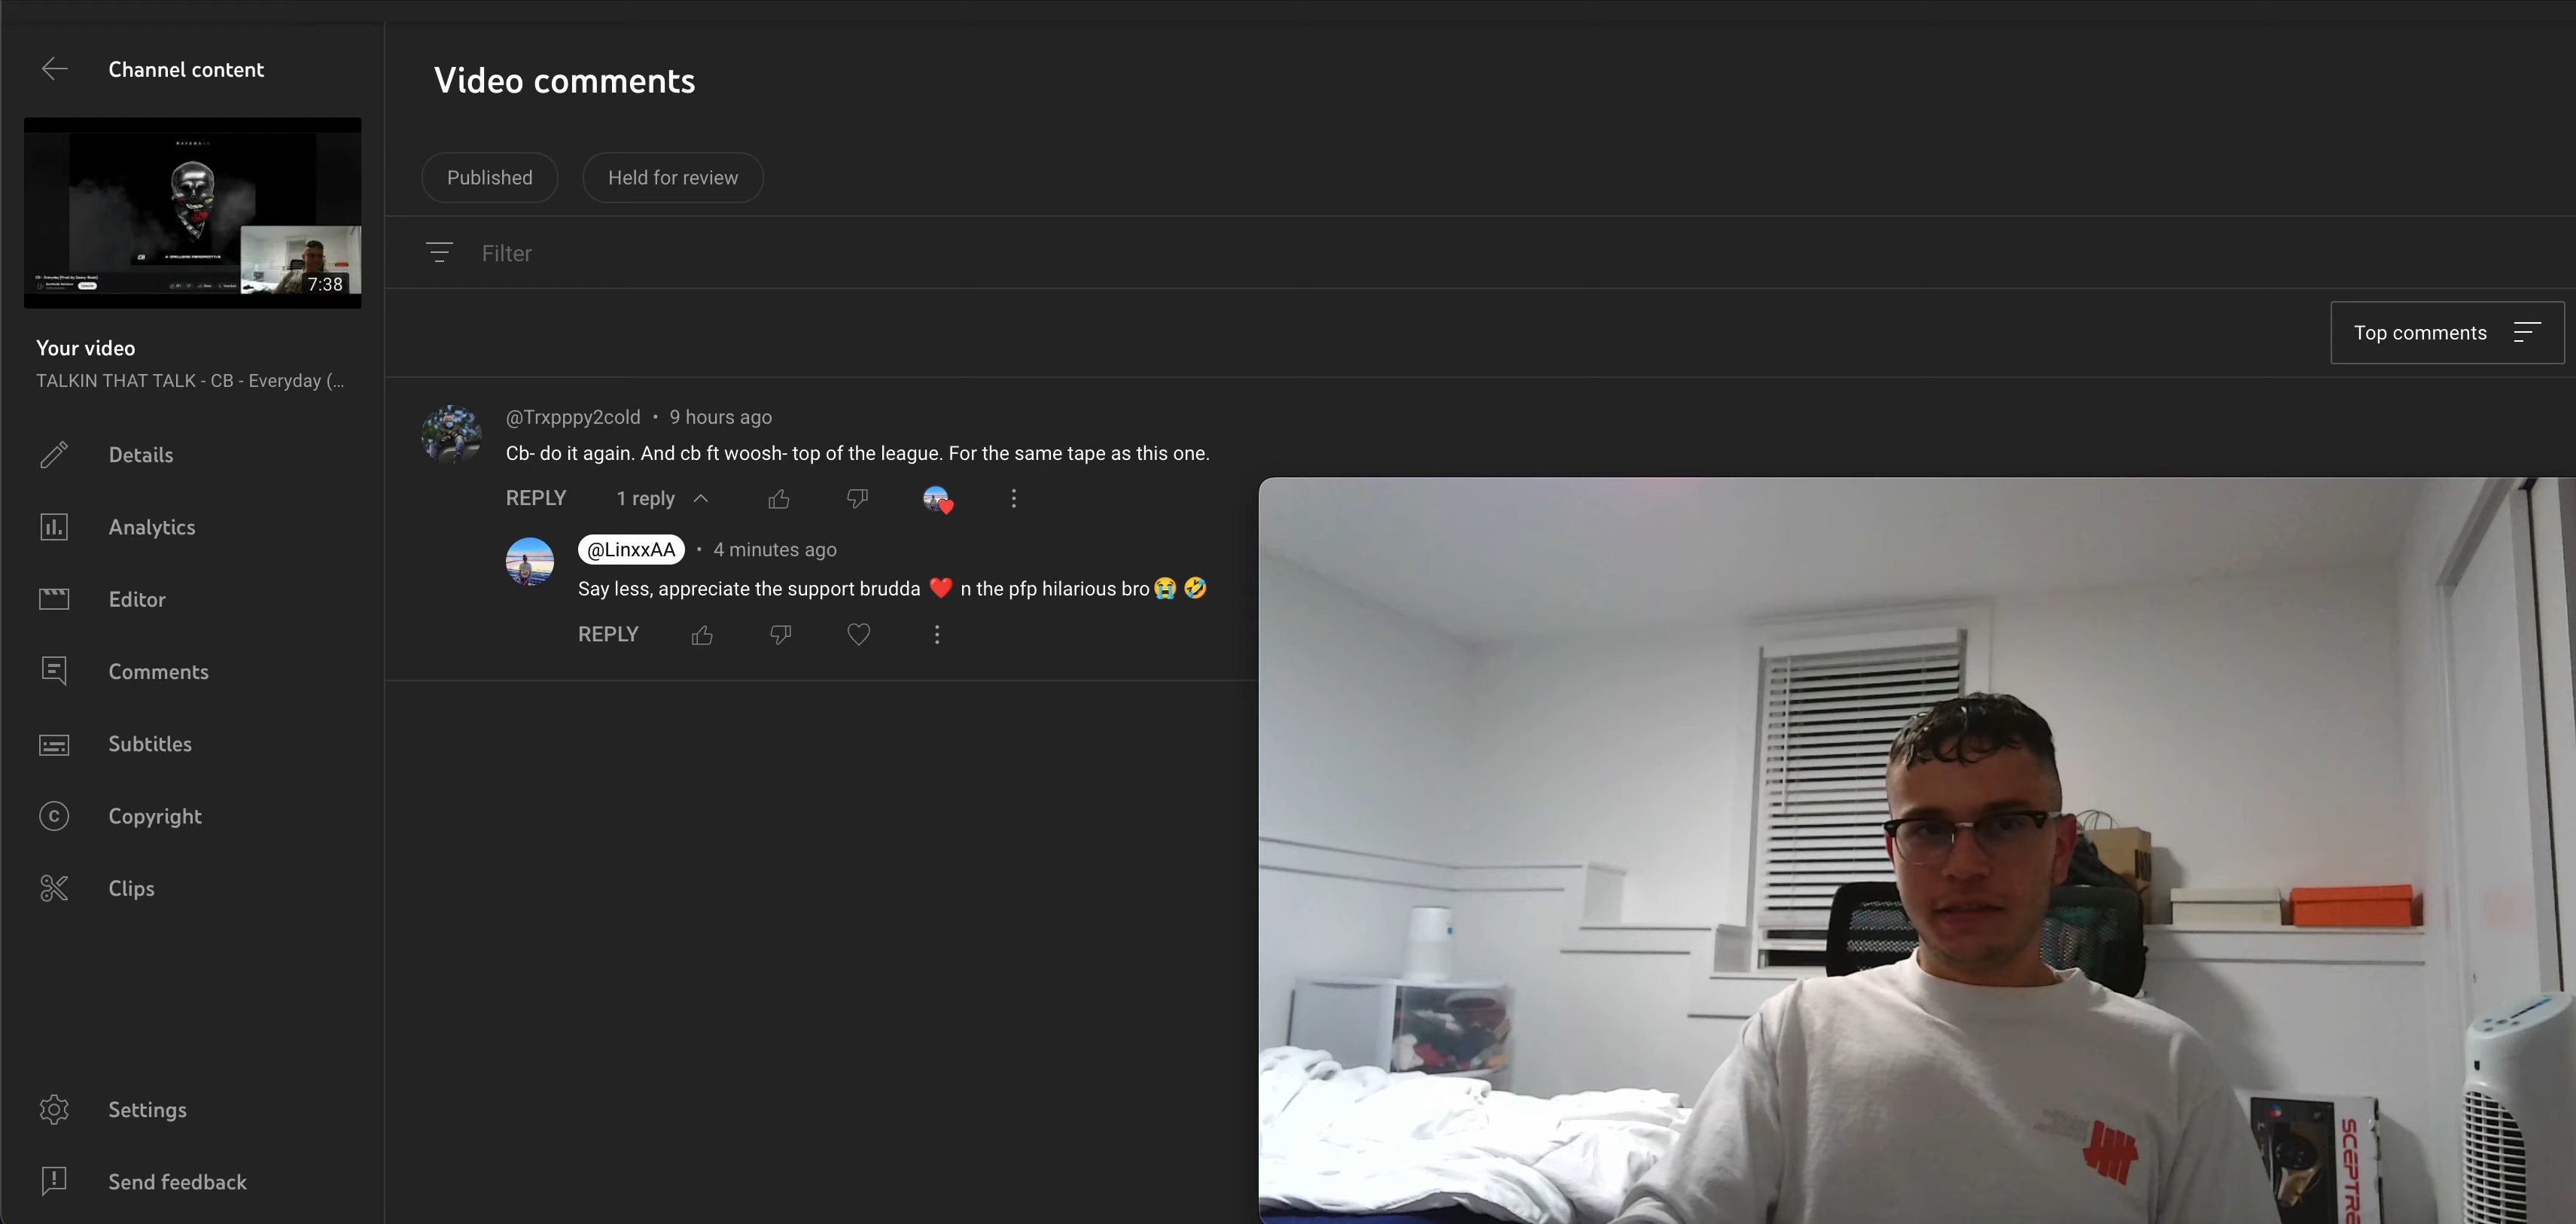 Channel content
7:38
Your video
TALKIN THAT TALK - CB - Everyday (...
Details
Analytics
Editor
Comments
Subtitles
Copyright
Clips
Settings
Send feedback
Video comments
Published
Held for review
Filter
Top comments
@Trxpppy2cold • 9 hours ago
Cb- do it again. And cb ft woosh- top of the league. For the same tape as this one.
REPLY 1 reply
@LinxxAA • 4 minutes ago
Say less, appreciate the support brudda ❤️ n the pfp hilarious bro😭 🤣
REPLY
SCEPTRE